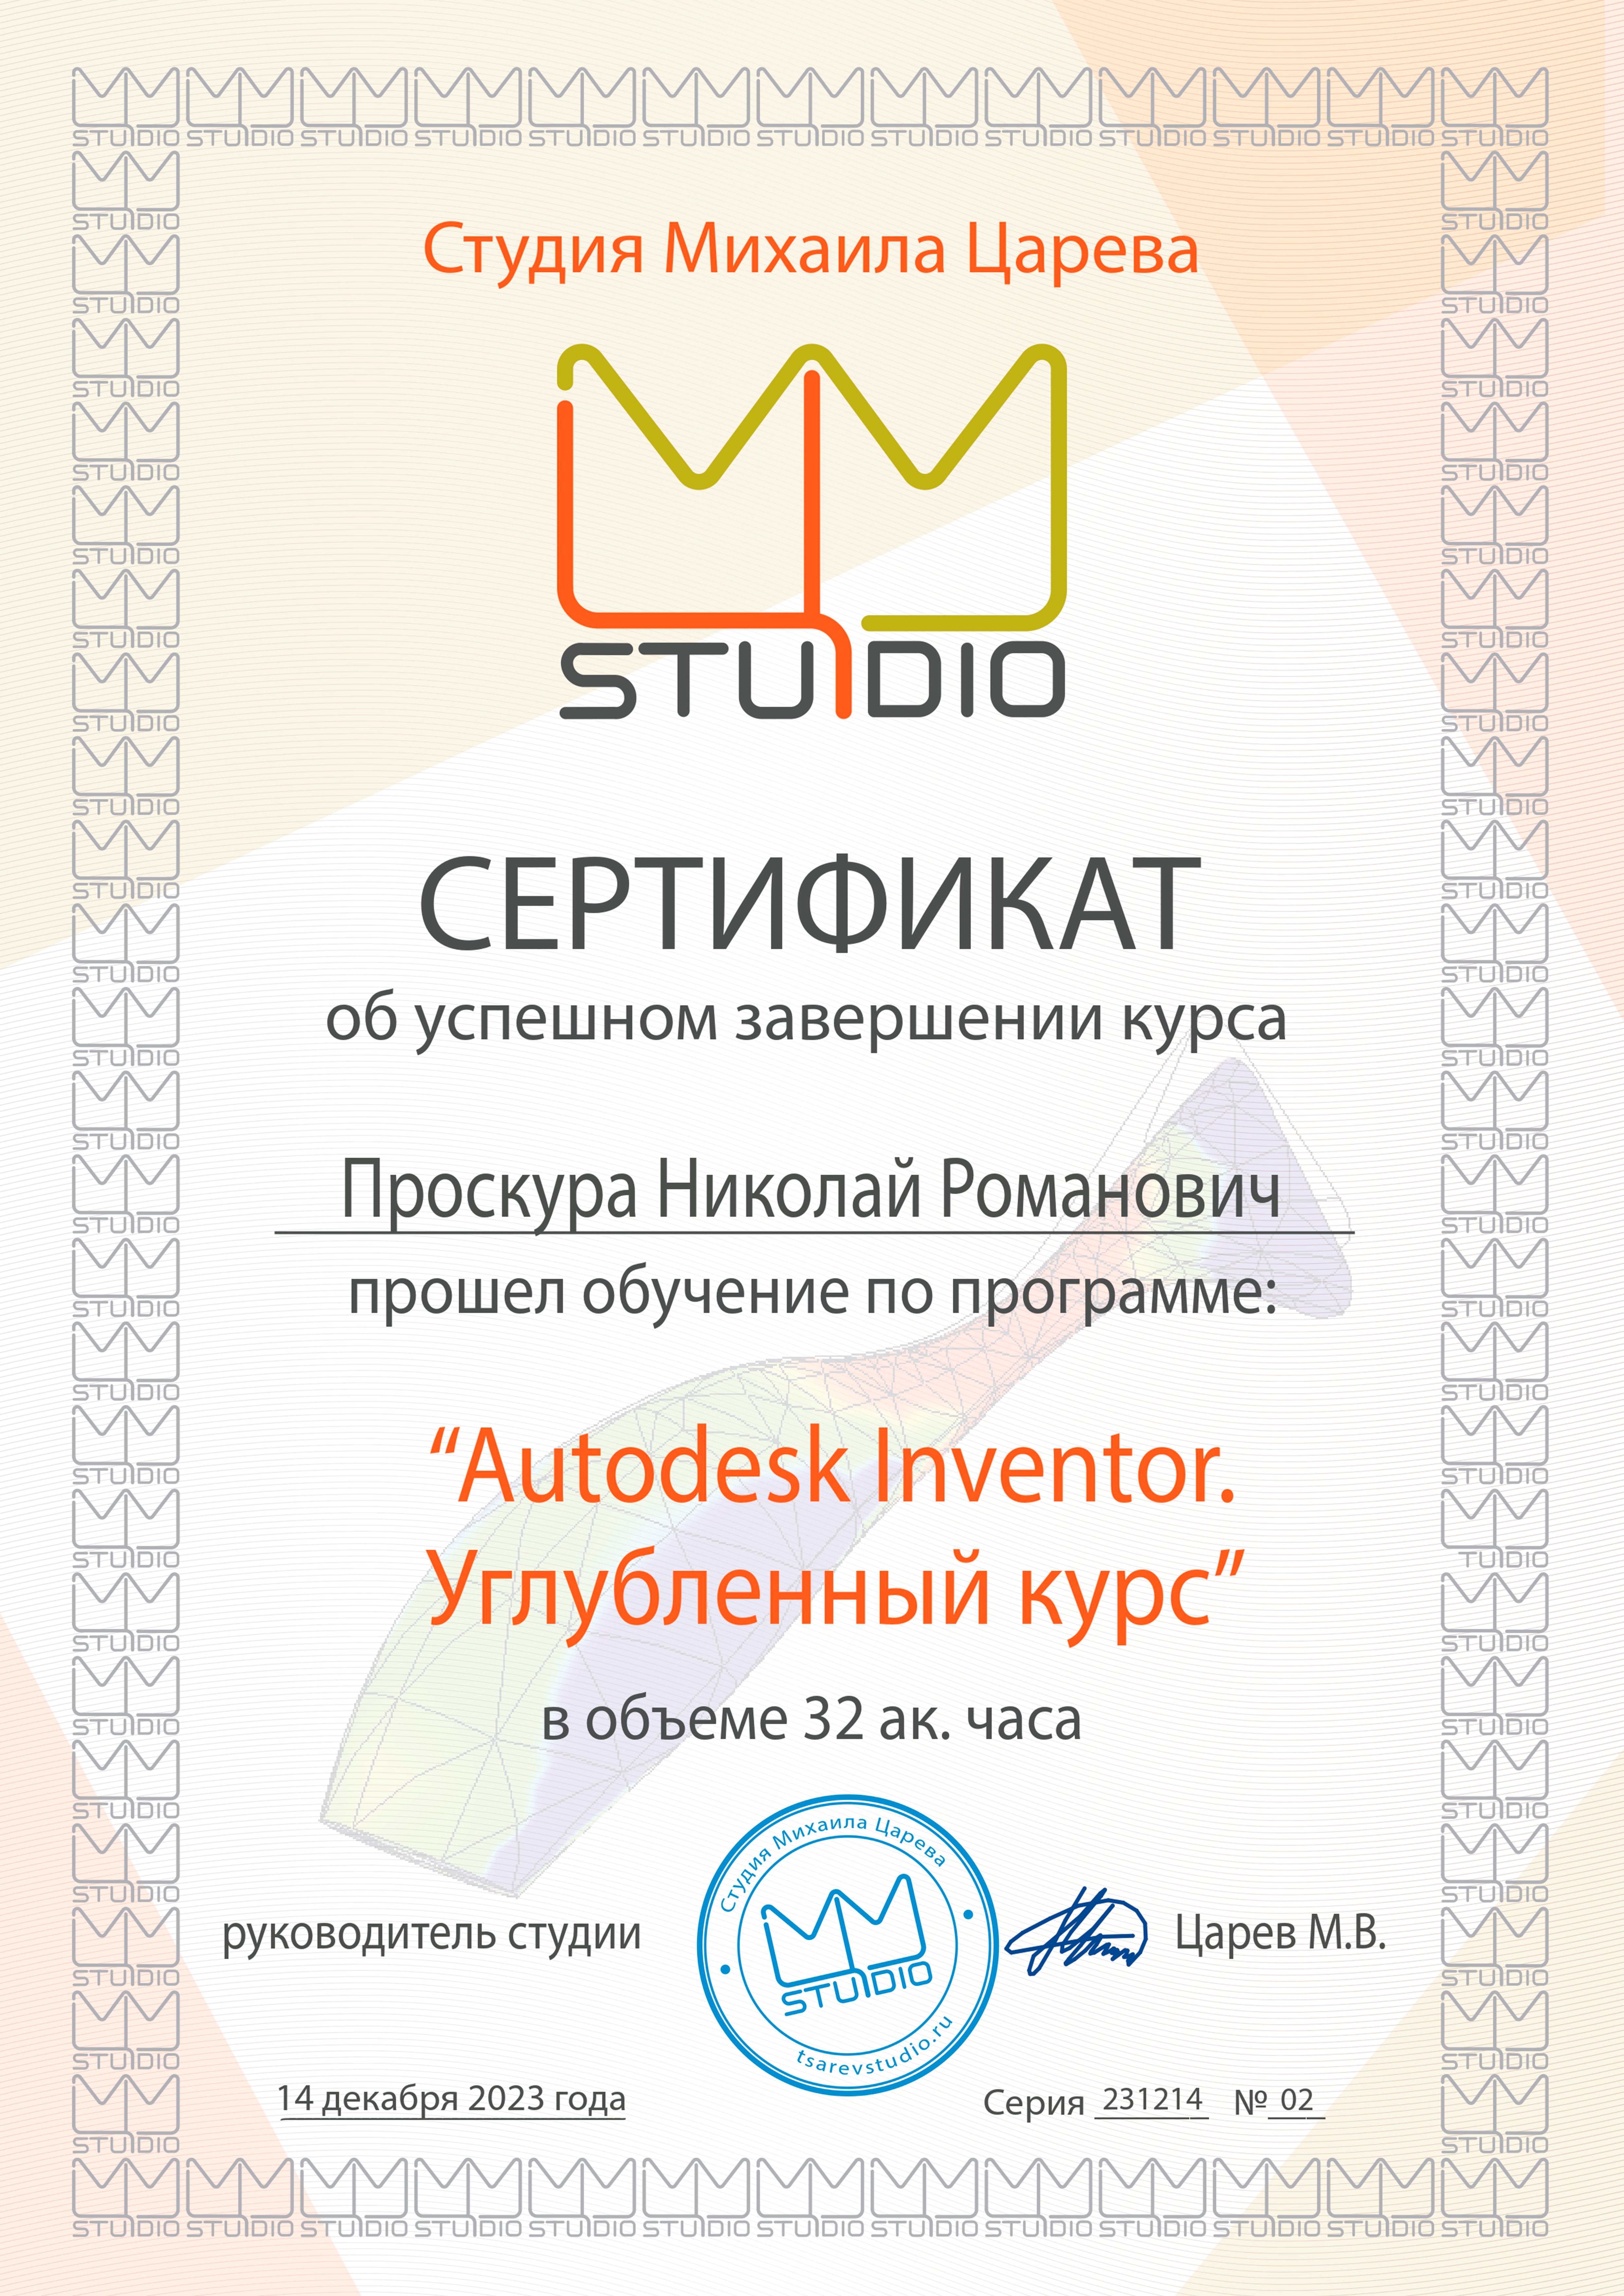 Студия Михаила Царева
STUDIO
СЕРТИФИКАТ
об успешном завершении курса
Проскура Николай Романович
прошел обучение по программе:
“Autodesk Inventor.
Углубленный курс”
в объеме 32 ак. часа
Студия Михаила Царева
STUDIO
tsarevstudio.ru
руководитель студии
Царев М.В.
14 декабря 2023 года
Серия 231214 № 02